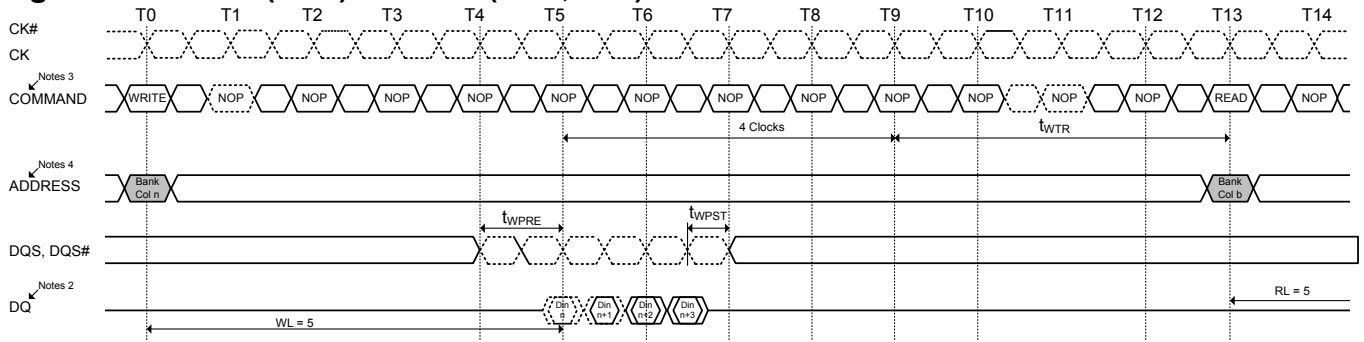 T0 T1 T2 T3 T4 T5 T6 T7 T8 T9 T10 T11 T12 T13 T14
CK#
CK
Notes 3
COMMAND WRITE NOP NOP NOP NOP NOP NOP NOP NOP NOP NOP NOP NOP READ NOP
4 Clocks tWTR
Notes 4
ADDRESS Bank Col n Bank Col b
tWPRE tWPST
DQS, DQS#
Notes 2
DQ Din n Din n+1 Din n+2 Din n+3
WL = 5 RL = 5